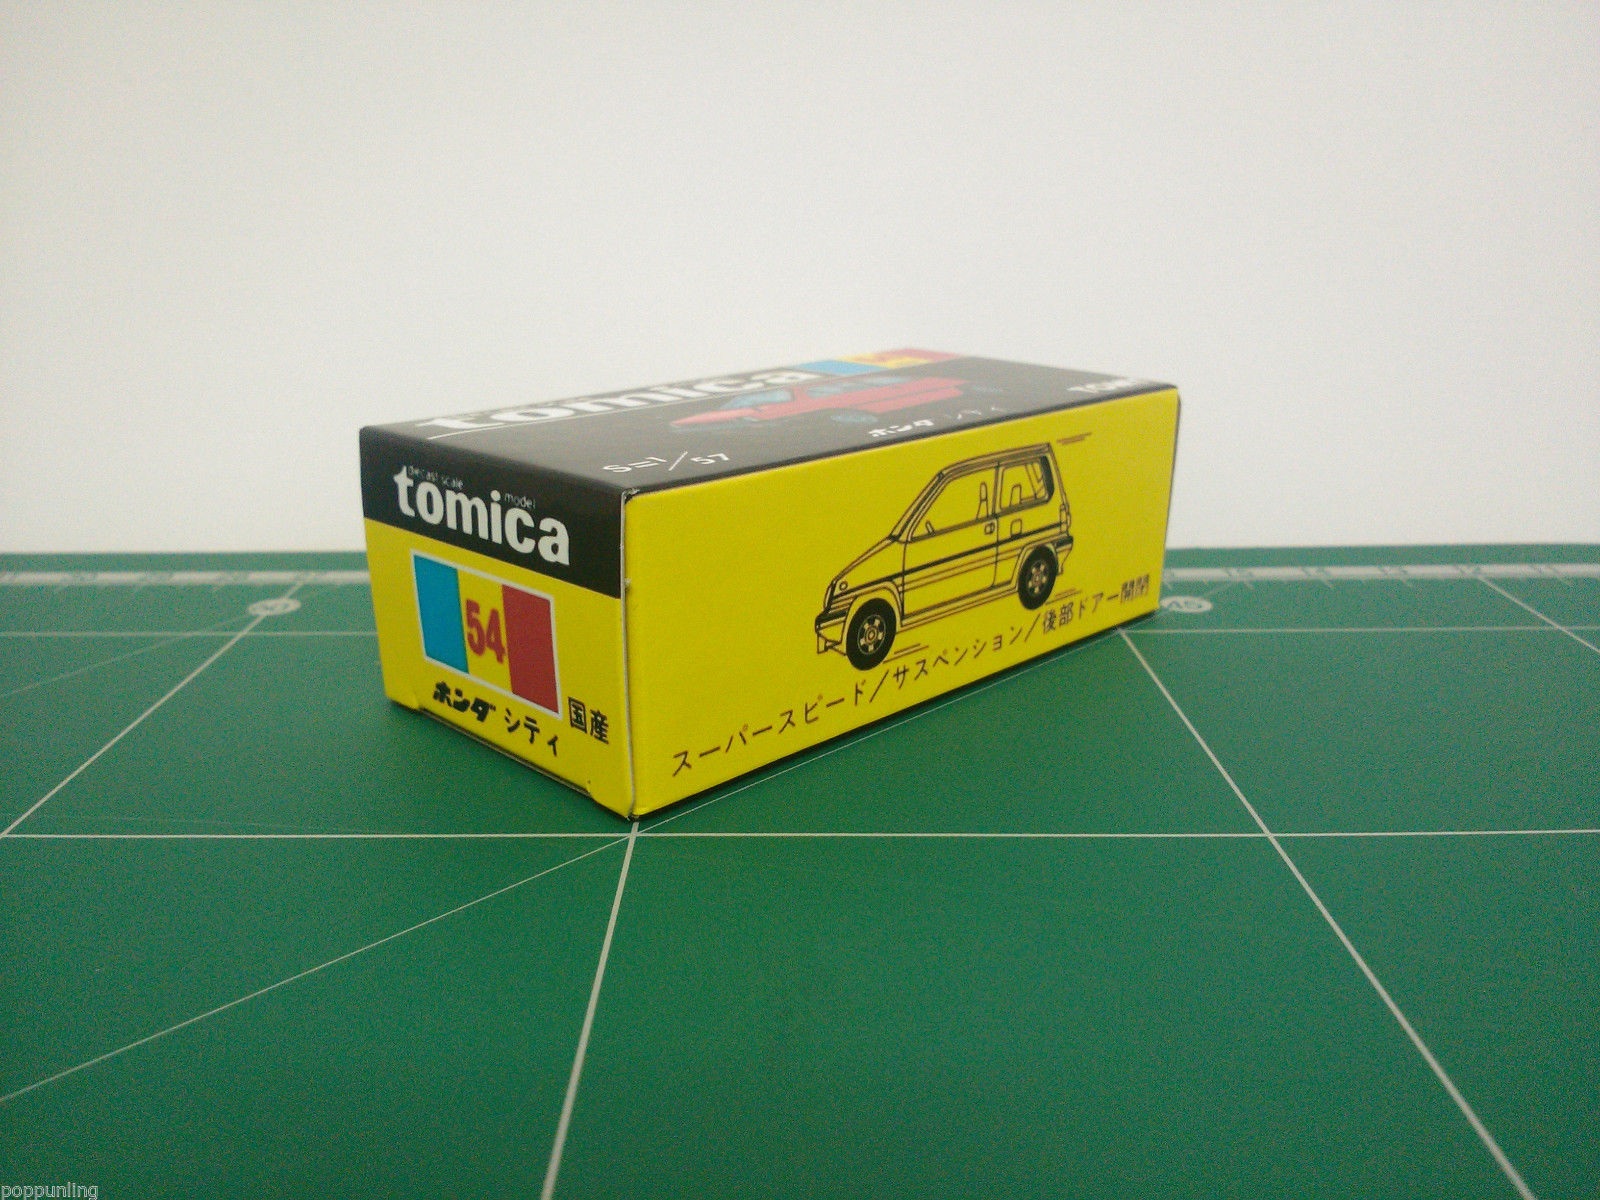 tomica
S=1/57
ホンダ シティ
tomica
diecast scale
model
tomica
54
ホンダ シティ
国産
スーパースピード/サスペンション/後部ドアー開閉
45
poppunling